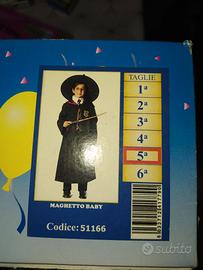 TAGLIE
1ª
2ª
3ª
4ª
5ª
6ª
MAGHETTO BABY
Codice: 51166
subito